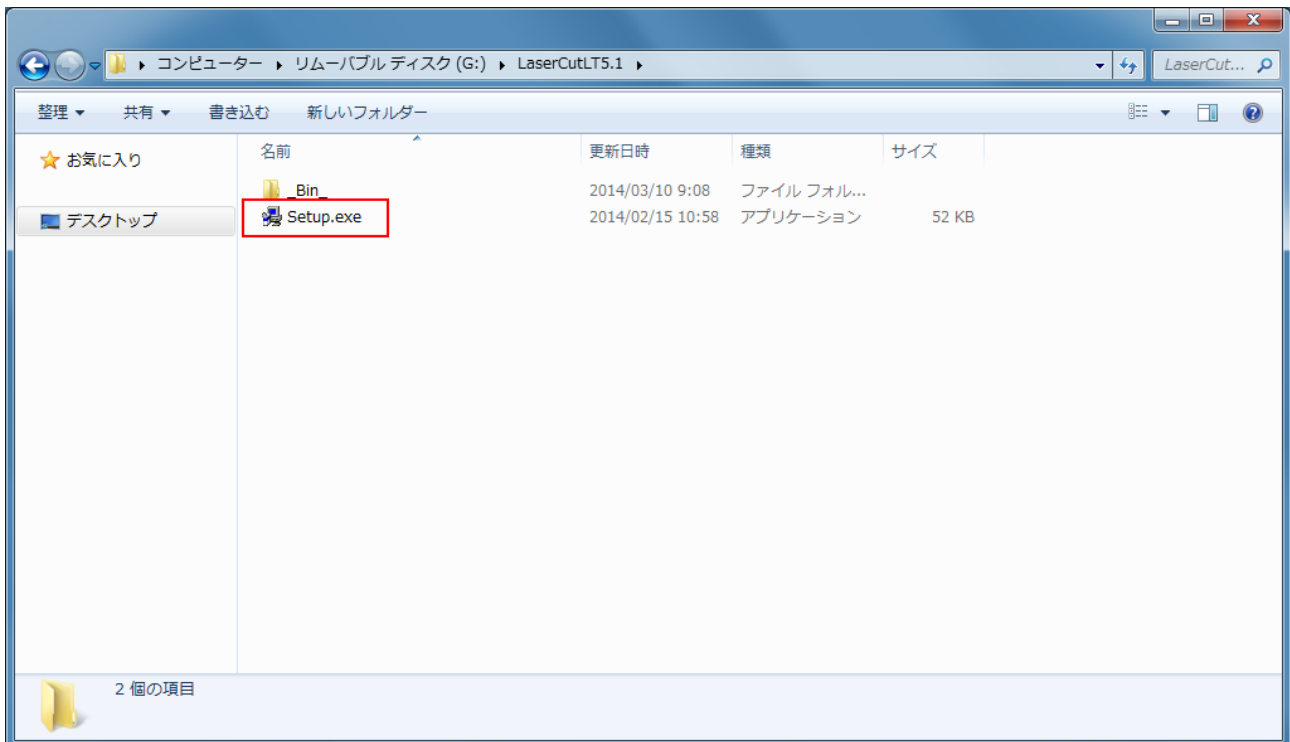 コンピューター ▸ リムーバブル ディスク (G:) ▸ LaserCutLT5.1 ▸
LaserCut...
整理 ▼ 共有 ▼ 書き込む 新しいフォルダー
お気に入り
デスクトップ
名前 更新日時 種類 サイズ
_Bin_ 2014/03/10 9:08 ファイル フォル...
Setup.exe 2014/02/15 10:58 アプリケーション 52 KB
2 個の項目